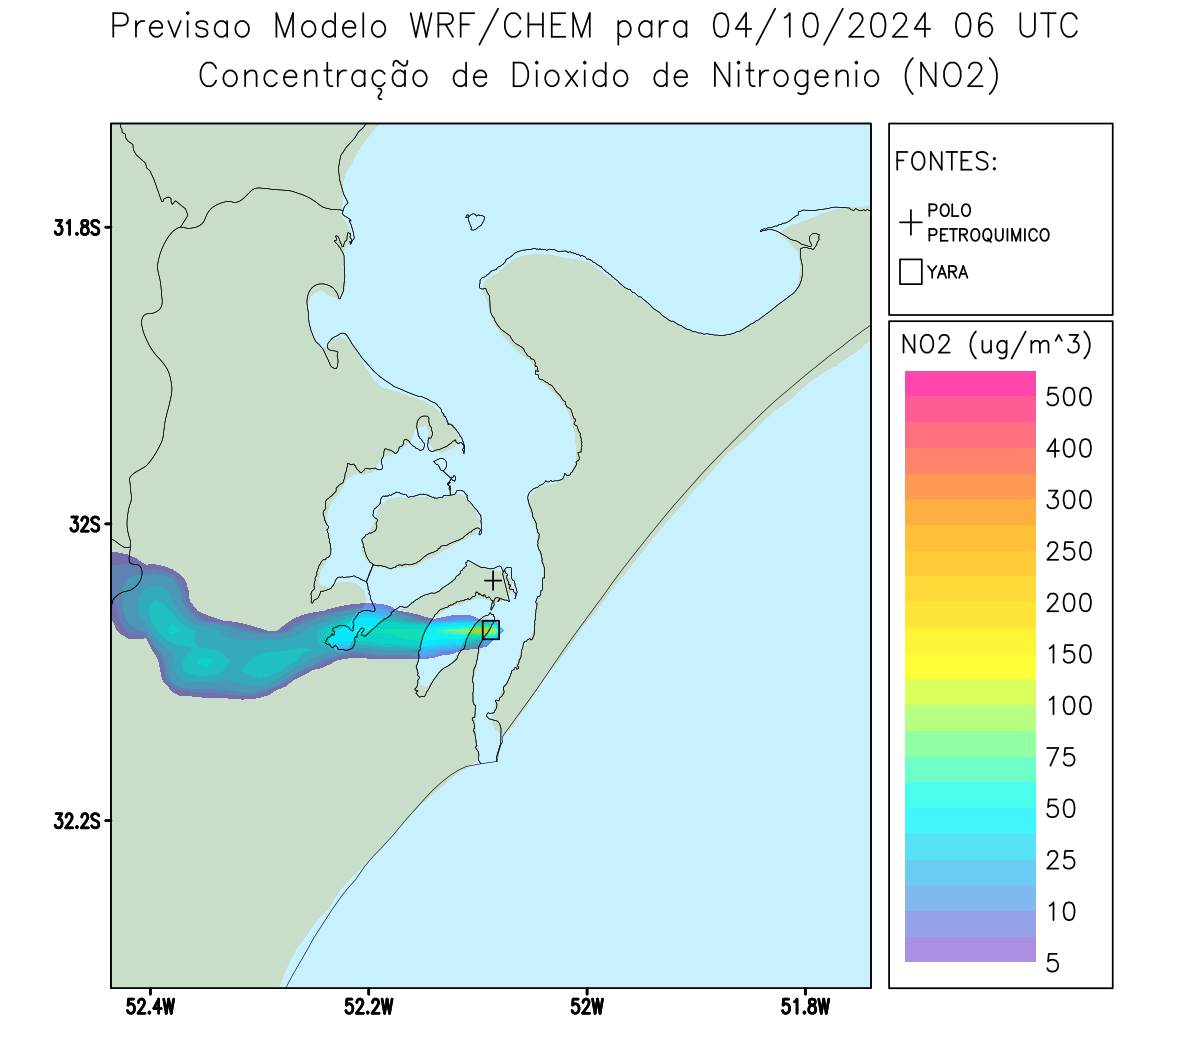 Previsao Modelo WRF/CHEM para 04/10/2024 06 UTC
Concentração de Dioxido de Nitrogenio (NO2)
FONTES:
POLO
PETROQUIMICO
YARA
NO2 (ug/m^3)
500
400
300
250
200
150
100
75
50
25
10
5
31.8S
32S
32.2S
52.4W
52.2W
52W
51.8W